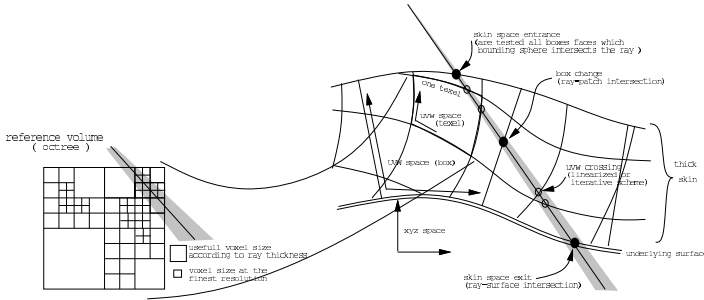 skin space entrance
(are tested all boxes faces which
bounding sphere intersects the ray )
box change
(ray-patch intersection)
one texel
uvw space
(texel)
reference volume
( octree )
UVW space (box)
uvw crossing
(linearized or
iterative scheme)
thick
skin
xyz space
usefull voxel size
according to ray thickness
voxel size at the
finest resolution
underlying surface
skin space exit
(ray-surface intersection)